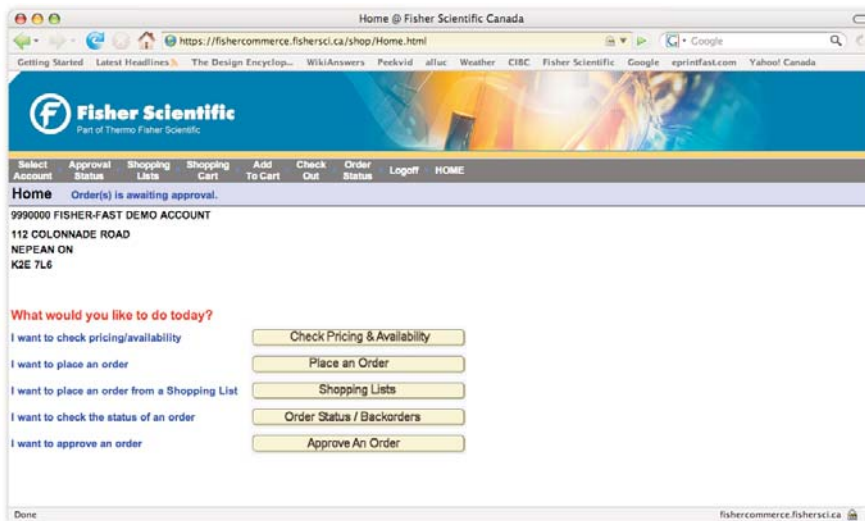 Home @ Fisher Scientific Canada
https://fishercommerce.fishersci.ca/shop/Home.html
Google
Getting Started Latest Headlines The Design Encyclop... WikiAnswers Peekvid alluc Weather CIBC Fisher Scientific Google eprintfast.com Yahoo! Canada
Fisher Scientific
Part of Thermo Fisher Scientific
Select Account Approval Status Shopping Lists Shopping Cart Add To Cart Check Out Order Status Logoff HOME
Home Order(s) is awaiting approval.
9990000 FISHER-FAST DEMO ACCOUNT
112 COLONNADE ROAD
NEPEAN ON
K2E 7L6
What would you like to do today?
I want to check pricing/availability Check Pricing & Availability
I want to place an order Place an Order
I want to place an order from a Shopping List Shopping Lists
I want to check the status of an order Order Status / Backorders
I want to approve an order Approve An Order
Done fishercommerce.fishersci.ca